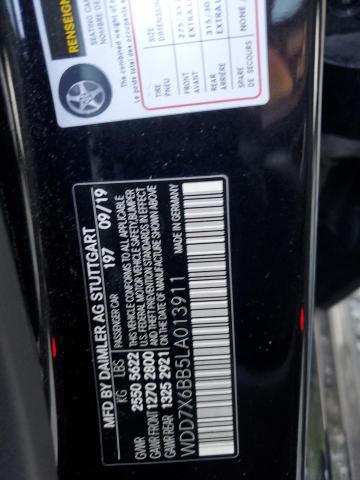 RENSEIGN
SEATING CA
NOMBRE DE
The combined weight of
Le poids total des occupants
SIZE
DIMENSION
TIRE
PNEU
EXTRA L
FRONT
AVANT
315/30
EXTRA
REAR
ARRIÈRE
NONE
SPARE
DE SECOURS
MFD BY DAIMLER AG STUTTGART
PASSENGER CAR 197 09/19
KG LBS
GVWR 2550 5622
GAWR FRONT 1270 2800
GAWR REAR 1325 2921
THIS VEHICLE CONFORMS TO ALL APPLICABLE
U.S. FEDERAL MOTOR VEHICLE SAFETY, BUMPER
AND THEFT PREVENTION STANDARDS IN EFFECT
ON THE DATE OF MANUFACTURE SHOWN ABOVE
MADE IN GERMANY
WDD7X6BB5LA013911